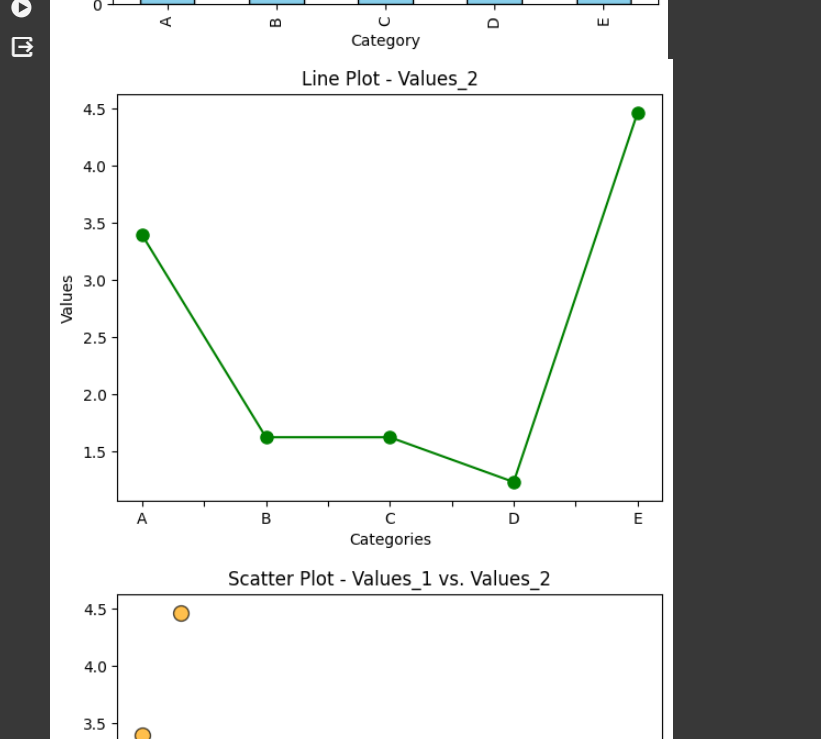 0
A B C D E
Category
Line Plot - Values_2
4.5
4.0
3.5
3.0
2.5
2.0
1.5
Values
A B C D E
Categories
Scatter Plot - Values_1 vs. Values_2
4.5
4.0
3.5